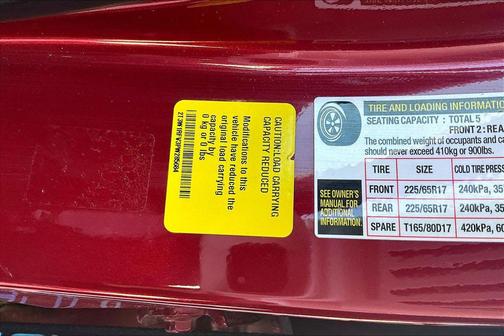 CAUTION:LOAD CARRYING
CAPACITY REDUCED
Modifications to this
vehicle have reduced the
original load carrying
capacity by
0 kg or 0 lbs
TIRE AND LOADING INFORMATION
SEATING CAPACITY : TOTAL 5
FRONT 2 : REA
The combined weight of occupants and ca
should never exceed 410kg or 900lbs.
SEE OWNER'S
MANUAL FOR
ADDITIONAL
INFORMATION.
TIRE SIZE COLD TIRE PRESS
FRONT 225/65R17 240kPa, 35
REAR 225/65R17 240kPa, 35
SPARE T165/80D17 420kPa, 60